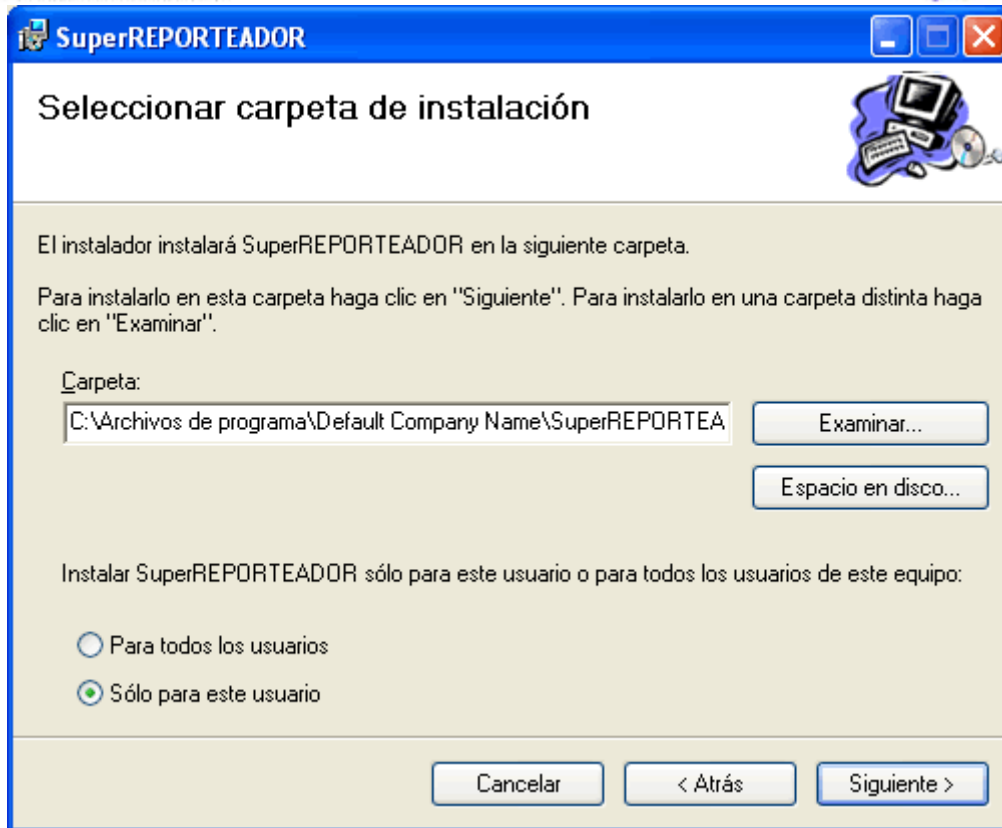 SuperREPORTEADOR
Seleccionar carpeta de instalación
El instalador instalará SuperREPORTEADOR en la siguiente carpeta.
Para instalarlo en esta carpeta haga clic en "Siguiente". Para instalarlo en una carpeta distinta haga
clic en "Examinar".
Carpeta:
C:\Archivos de programa\Default Company Name\SuperREPORTEA
Examinar...
Espacio en disco...
Instalar SuperREPORTEADOR sólo para este usuario o para todos los usuarios de este equipo:
Para todos los usuarios
Sólo para este usuario
Cancelar
< Atrás
Siguiente >